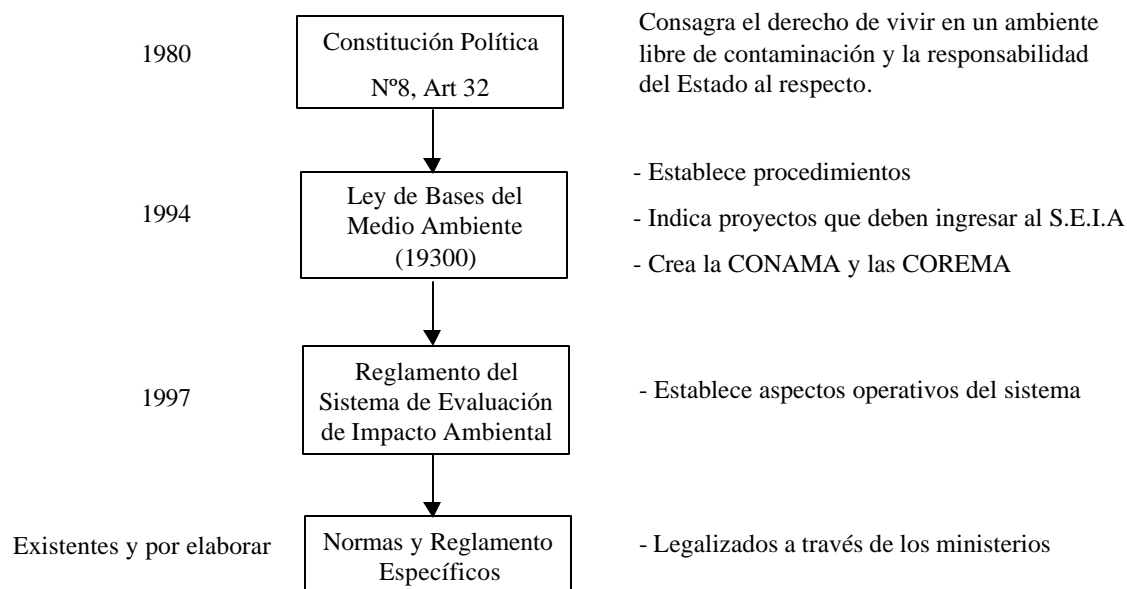 1980
Constitución Política
Nº8, Art 32
Consagra el derecho de vivir en un ambiente
libre de contaminación y la responsabilidad
del Estado al respecto.
1994
Ley de Bases del
Medio Ambiente
(19300)
- Establece procedimientos
- Indica proyectos que deben ingresar al S.E.I.A
- Crea la CONAMA y las COREMA
1997
Reglamento del
Sistema de Evaluación
de Impacto Ambiental
- Establece aspectos operativos del sistema
Existentes y por elaborar
Normas y Reglamento
Específicos
- Legalizados a través de los ministerios